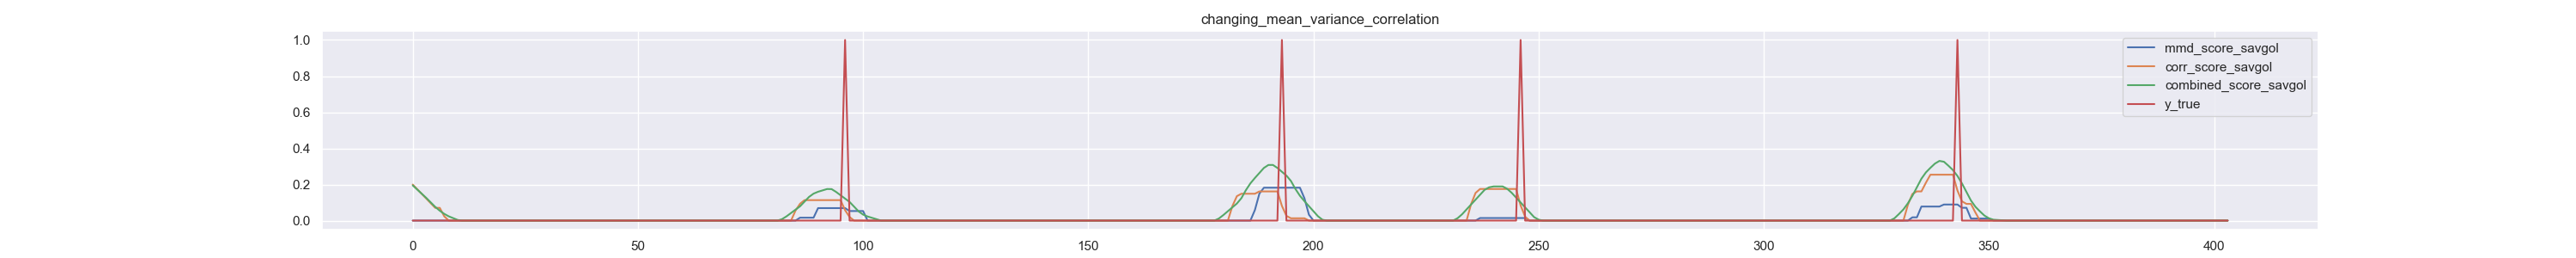 changing_mean_variance_correlation
1.0
0.8
0.6
0.4
0.2
0.0
mmd_score_savgol
corr_score_savgol
combined_score_savgol
y_true
0 50 100 150 200 250 300 350 400